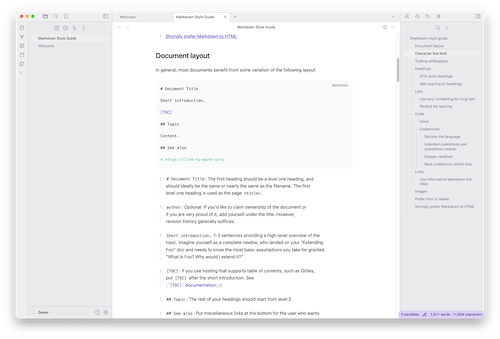 Welcome
Markdown Style Guide
Markdown Style Guide
Welcome
Markdown Style Guide
Strongly prefer Markdown to HTML
Document layout
In general, most documents benefit from some variation of the following layout:
Markdown
# Document Title
Short introduction.
[TOC]
## Topic
Content.
## See also
* https://link-to-more-info
1. # Document Title: The first heading should be a level one heading, and
should ideally be the same or nearly the same as the filename. The first
level one heading is used as the page <title>.
1. author: Optional. If you'd like to claim ownership of the document or
if you are very proud of it, add yourself under the title. However,
revision history generally suffices.
1. Short introduction. 1-3 sentences providing a high-level overview of the
topic. Imagine yourself as a complete newbie, who landed on your "Extending
Foo" doc and needs to know the most basic assumptions you take for granted.
"What is Foo? Why would I extend it?"
1. [TOC]: if you use hosting that supports table of contents, such as Gitiles,
put [TOC] after the short introduction. See
[`[TOC]` documentation]
1. ## Topic: The rest of your headings should start from level 2.
1. ## See also: Put miscellaneous links at the bottom for the user who wants
Demo
Markdown style guide
Document layout
Character line limit
Trailing whitespace
Headings
ATX-style headings
Add spacing to headings
Lists
Use lazy numbering for long lists
Nested list spacing
Code
Inline
Codeblocks
Declare the language
Indented codeblocks are
sometimes cleaner
Escape newlines
Nest codeblocks within lists
Links
Use informative Markdown link
titles
Images
Prefer lists to tables
Strongly prefer Markdown to HTML
0 backlinks
1,671 words
11,404 characters